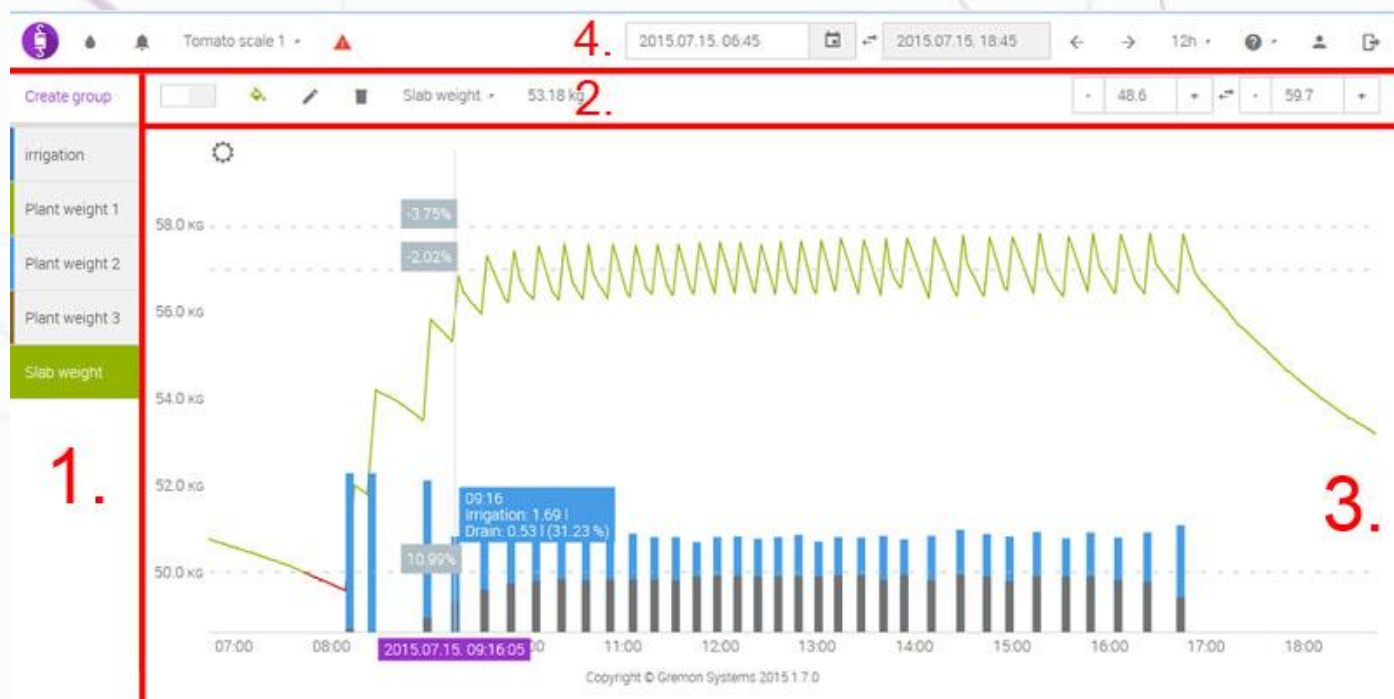 Tomato scale 1
4.
2015.07.15. 06:45
2015.07.15. 18:45
12h
Create group
Slab weight
53.18 kg
2.
- 48.6 +
- 59.7 +
irrigation
Plant weight 1
Plant weight 2
Plant weight 3
Slab weight
1.
-3.75%
58.0 KG
-2.02%
56.0 KG
54.0 KG
52.0 KG
09:16
Irrigation: 1.69 l
Drain: 0.53 l (31.23 %)
3.
10.99%
50.0 KG
07:00 08:00 2015.07.15. 09:16:05 00 11:00 12:00 13:00 14:00 15:00 16:00 17:00 18:00
Copyright © Gremon Systems 2015 1.7.0